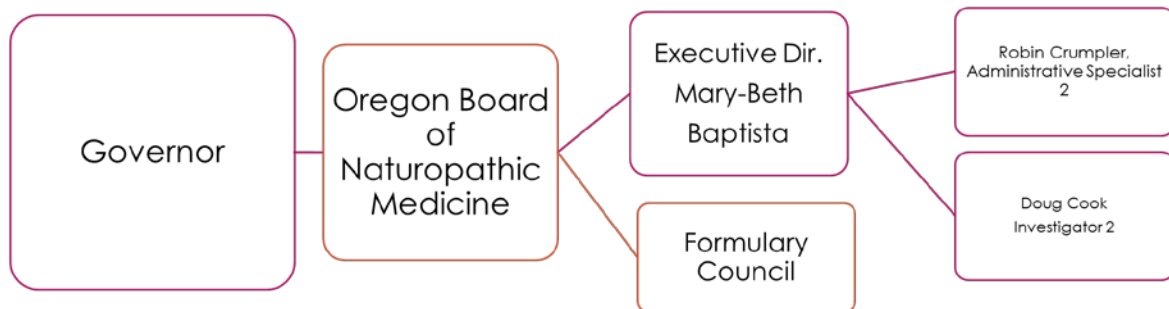 Governor
Oregon Board
of
Naturopathic
Medicine
Executive Dir.
Mary-Beth
Baptista
Formulary
Council
Robin Crumpler,
Administrative Specialist
2
Doug Cook
Investigator 2